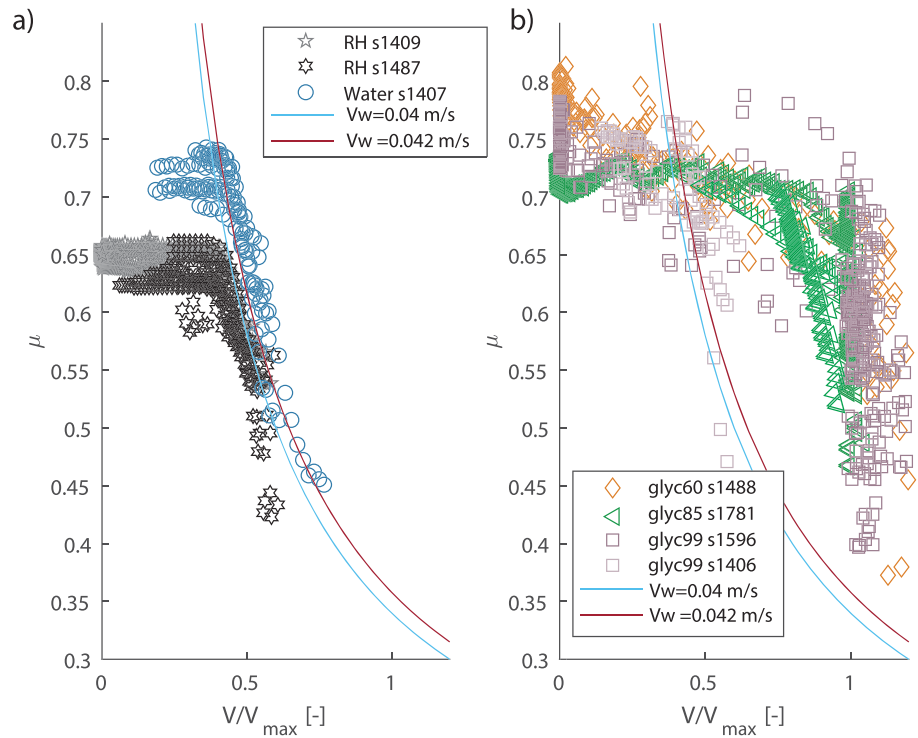 a)
RH s1409
RH s1487
Water s1407
Vw=0.04 m/s
Vw =0.042 m/s
0.8
0.75
0.7
0.65
0.6
0.55
0.5
0.45
0.4
0.35
0.3
μ
0
0.5
1
V/Vmax [-]
b)
0.8
0.75
0.7
0.65
0.6
0.55
0.5
0.45
0.4
0.35
0.3
μ
glyc60 s1488
glyc85 s1781
glyc99 s1596
glyc99 s1406
Vw=0.04 m/s
Vw =0.042 m/s
0
0.5
1
V/Vmax [-]